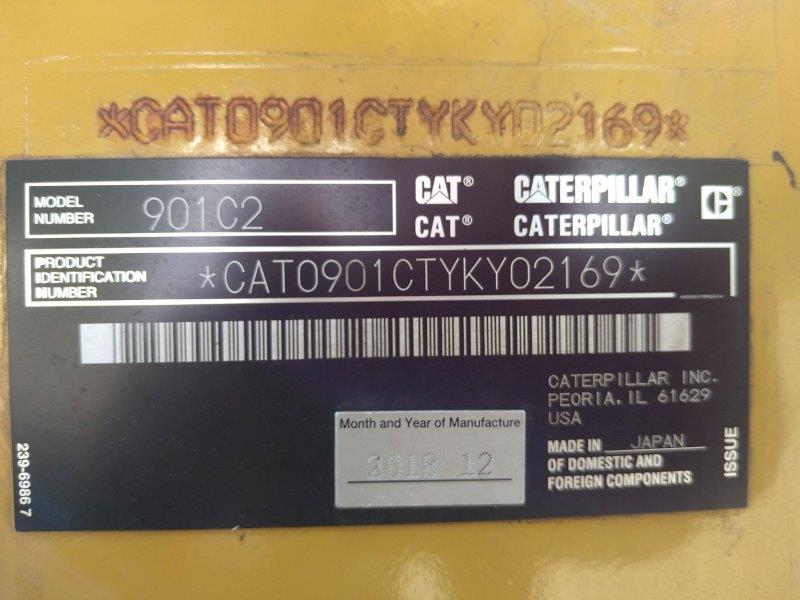 *CAT0901CTYKY02169*
MODEL NUMBER 901C2
CAT® CATERPILLAR® C®
CAT® CATERPILLAR®
PRODUCT IDENTIFICATION NUMBER *CAT0901CTYKY02169*
CATERPILLAR INC.
PEORIA, IL 61629
USA
Month and Year of Manufacture
2018 12
MADE IN JAPAN
OF DOMESTIC AND
FOREIGN COMPONENTS
ISSUE
239-6986 7